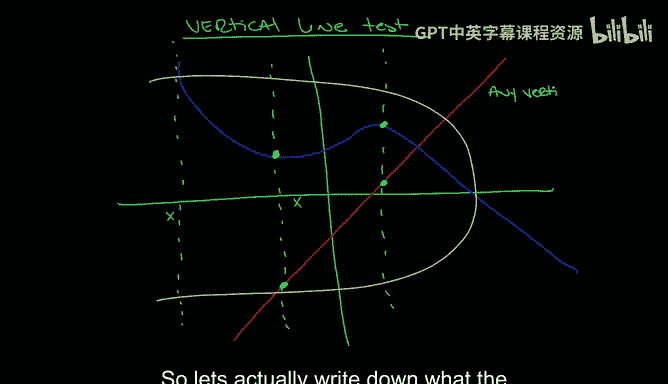 VERTICAL LINE test
GPT中英字幕课程资源 bilibili
Any verti
x
x
So lets actually write down what the